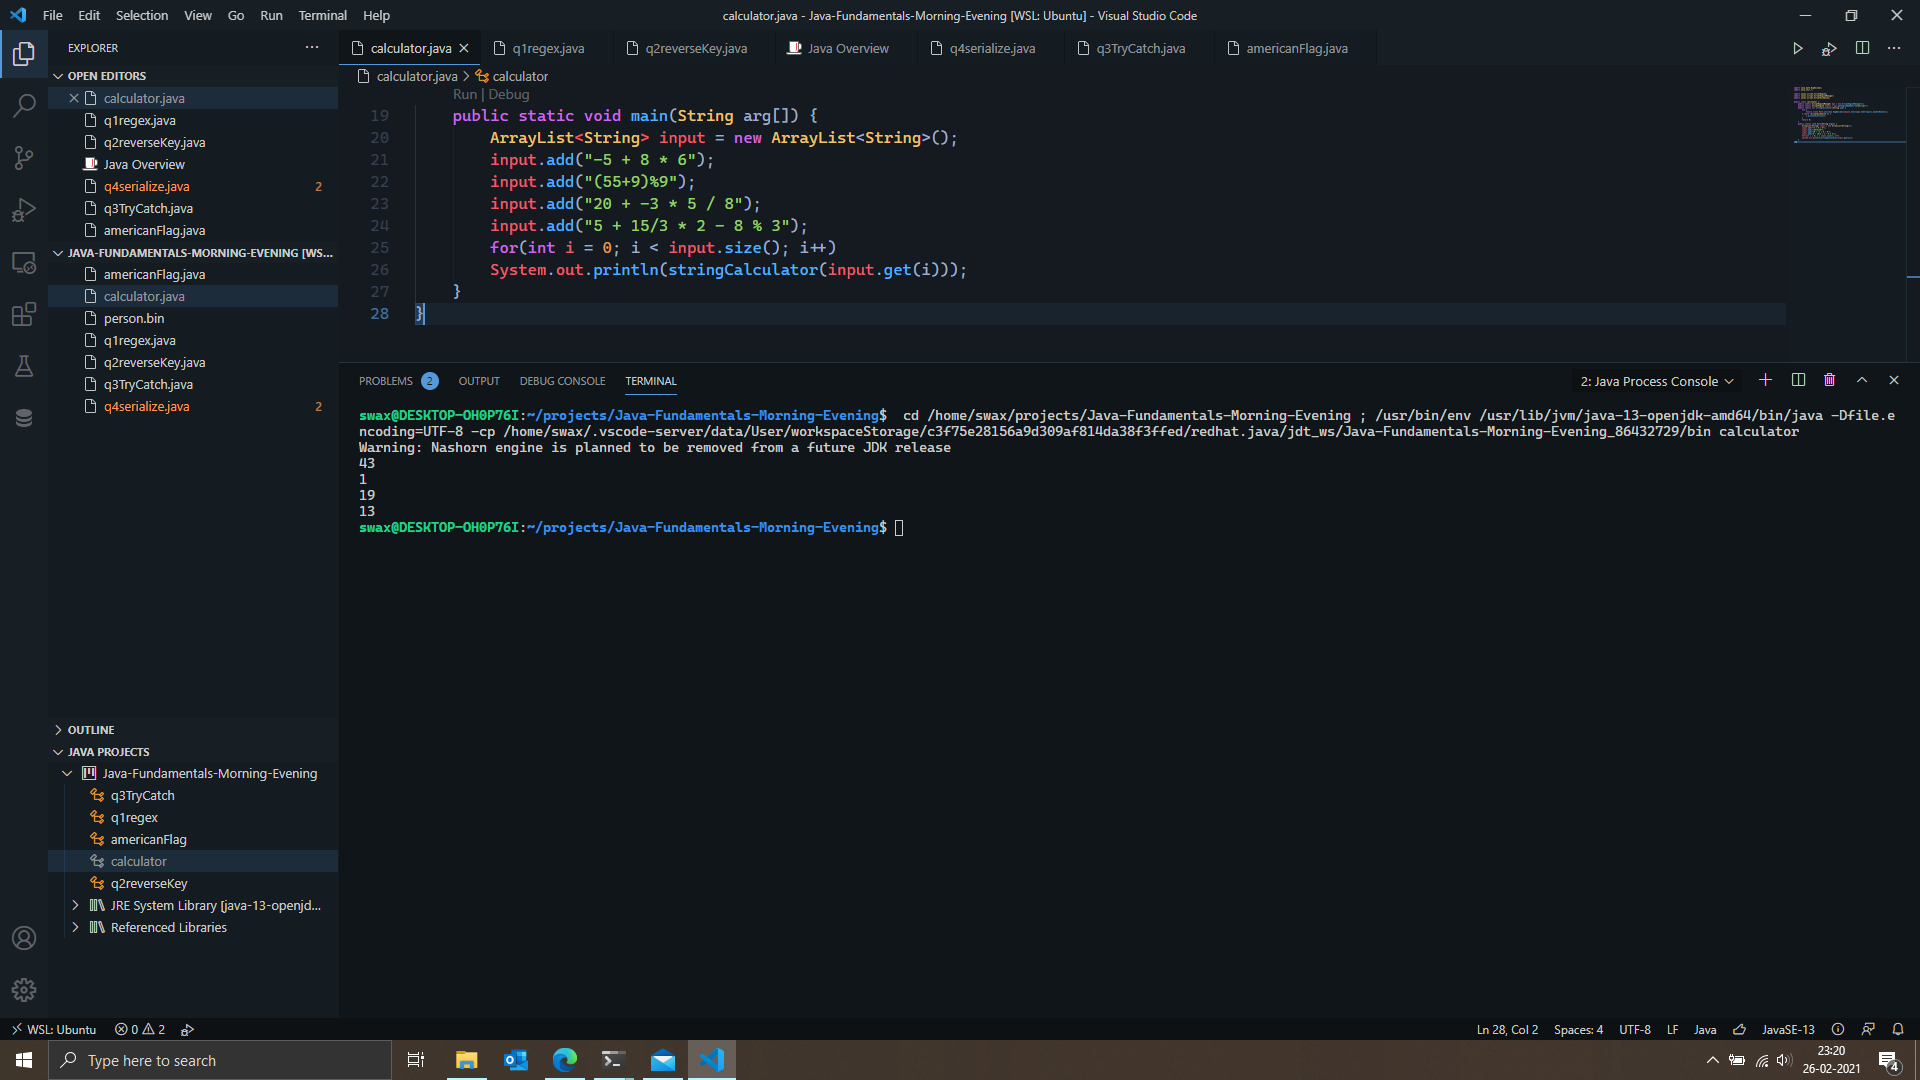 File Edit Selection View Go Run Terminal Help
calculator.java - Java-Fundamentals-Morning-Evening [WSL: Ubuntu] - Visual Studio Code
EXPLORER
OPEN EDITORS
calculator.java
q1regex.java
q2reverseKey.java
Java Overview
q4serialize.java 2
q3TryCatch.java
americanFlag.java
JAVA-FUNDAMENTALS-MORNING-EVENING [WS...
americanFlag.java
calculator.java
person.bin
q1regex.java
q2reverseKey.java
q3TryCatch.java
q4serialize.java 2
OUTLINE
JAVA PROJECTS
Java-Fundamentals-Morning-Evening
q3TryCatch
q1regex
americanFlag
calculator
q2reverseKey
JRE System Library [java-13-openjd...
Referenced Libraries
calculator.java q1regex.java q2reverseKey.java Java Overview q4serialize.java q3TryCatch.java americanFlag.java
calculator.java > calculator
Run | Debug
19 public static void main(String arg[]) {
20 ArrayList<String> input = new ArrayList<String>();
21 input.add("-5 + 8 * 6");
22 input.add("(55+9)%9");
23 input.add("20 + -3 * 5 / 8");
24 input.add("5 + 15/3 * 2 - 8 % 3");
25 for(int i = 0; i < input.size(); i++)
26 System.out.println(stringCalculator(input.get(i)));
27 }
28 }
PROBLEMS 2 OUTPUT DEBUG CONSOLE TERMINAL
2: Java Process Console
swax@DESKTOP-OH0P76I:~/projects/Java-Fundamentals-Morning-Evening$ cd /home/swax/projects/Java-Fundamentals-Morning-Evening ; /usr/bin/env /usr/lib/jvm/java-13-openjdk-amd64/bin/java -Dfile.e
ncoding=UTF-8 -cp /home/swax/.vscode-server/data/User/workspaceStorage/c3f75e28156a9d309af814da38f3ffed/redhat.java/jdt_ws/Java-Fundamentals-Morning-Evening_86432729/bin calculator
Warning: Nashorn engine is planned to be removed from a future JDK release
43
1
19
13
swax@DESKTOP-OH0P76I:~/projects/Java-Fundamentals-Morning-Evening$
WSL: Ubuntu 0 2
Ln 28, Col 2 Spaces: 4 UTF-8 LF Java JavaSE-13
Type here to search
23:20
26-02-2021
4